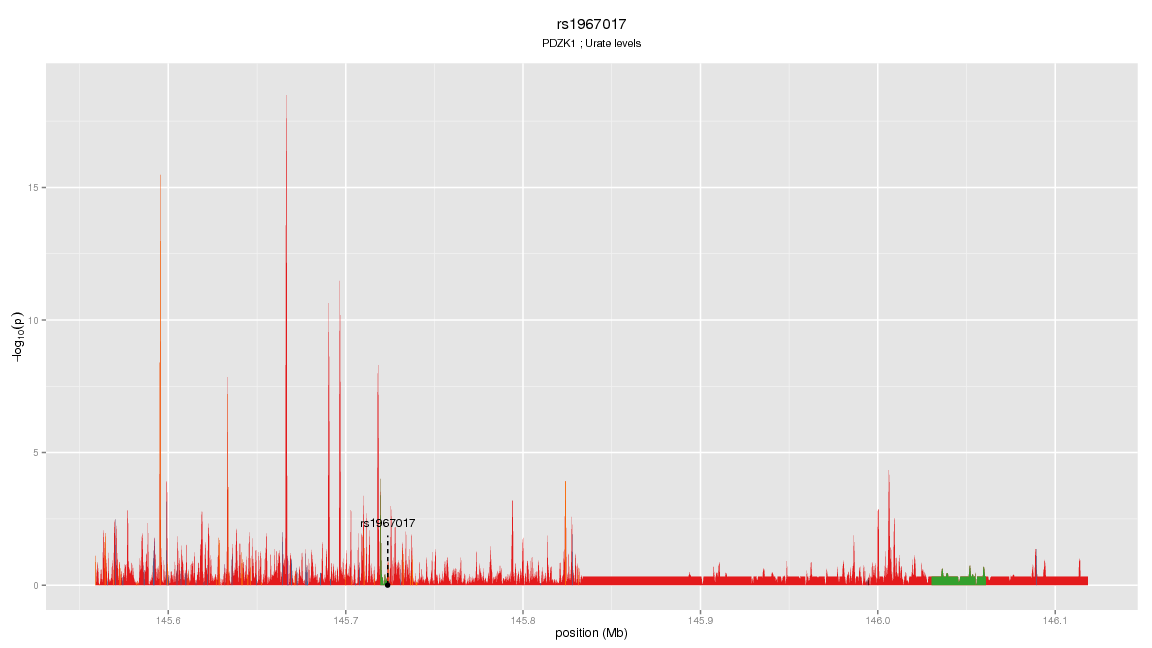 rs1967017
PDZK1 ; Urate levels
−log10(p)
15
10
5
0
rs1967017
145.6 145.7 145.8 145.9 146.0 146.1
position (Mb)